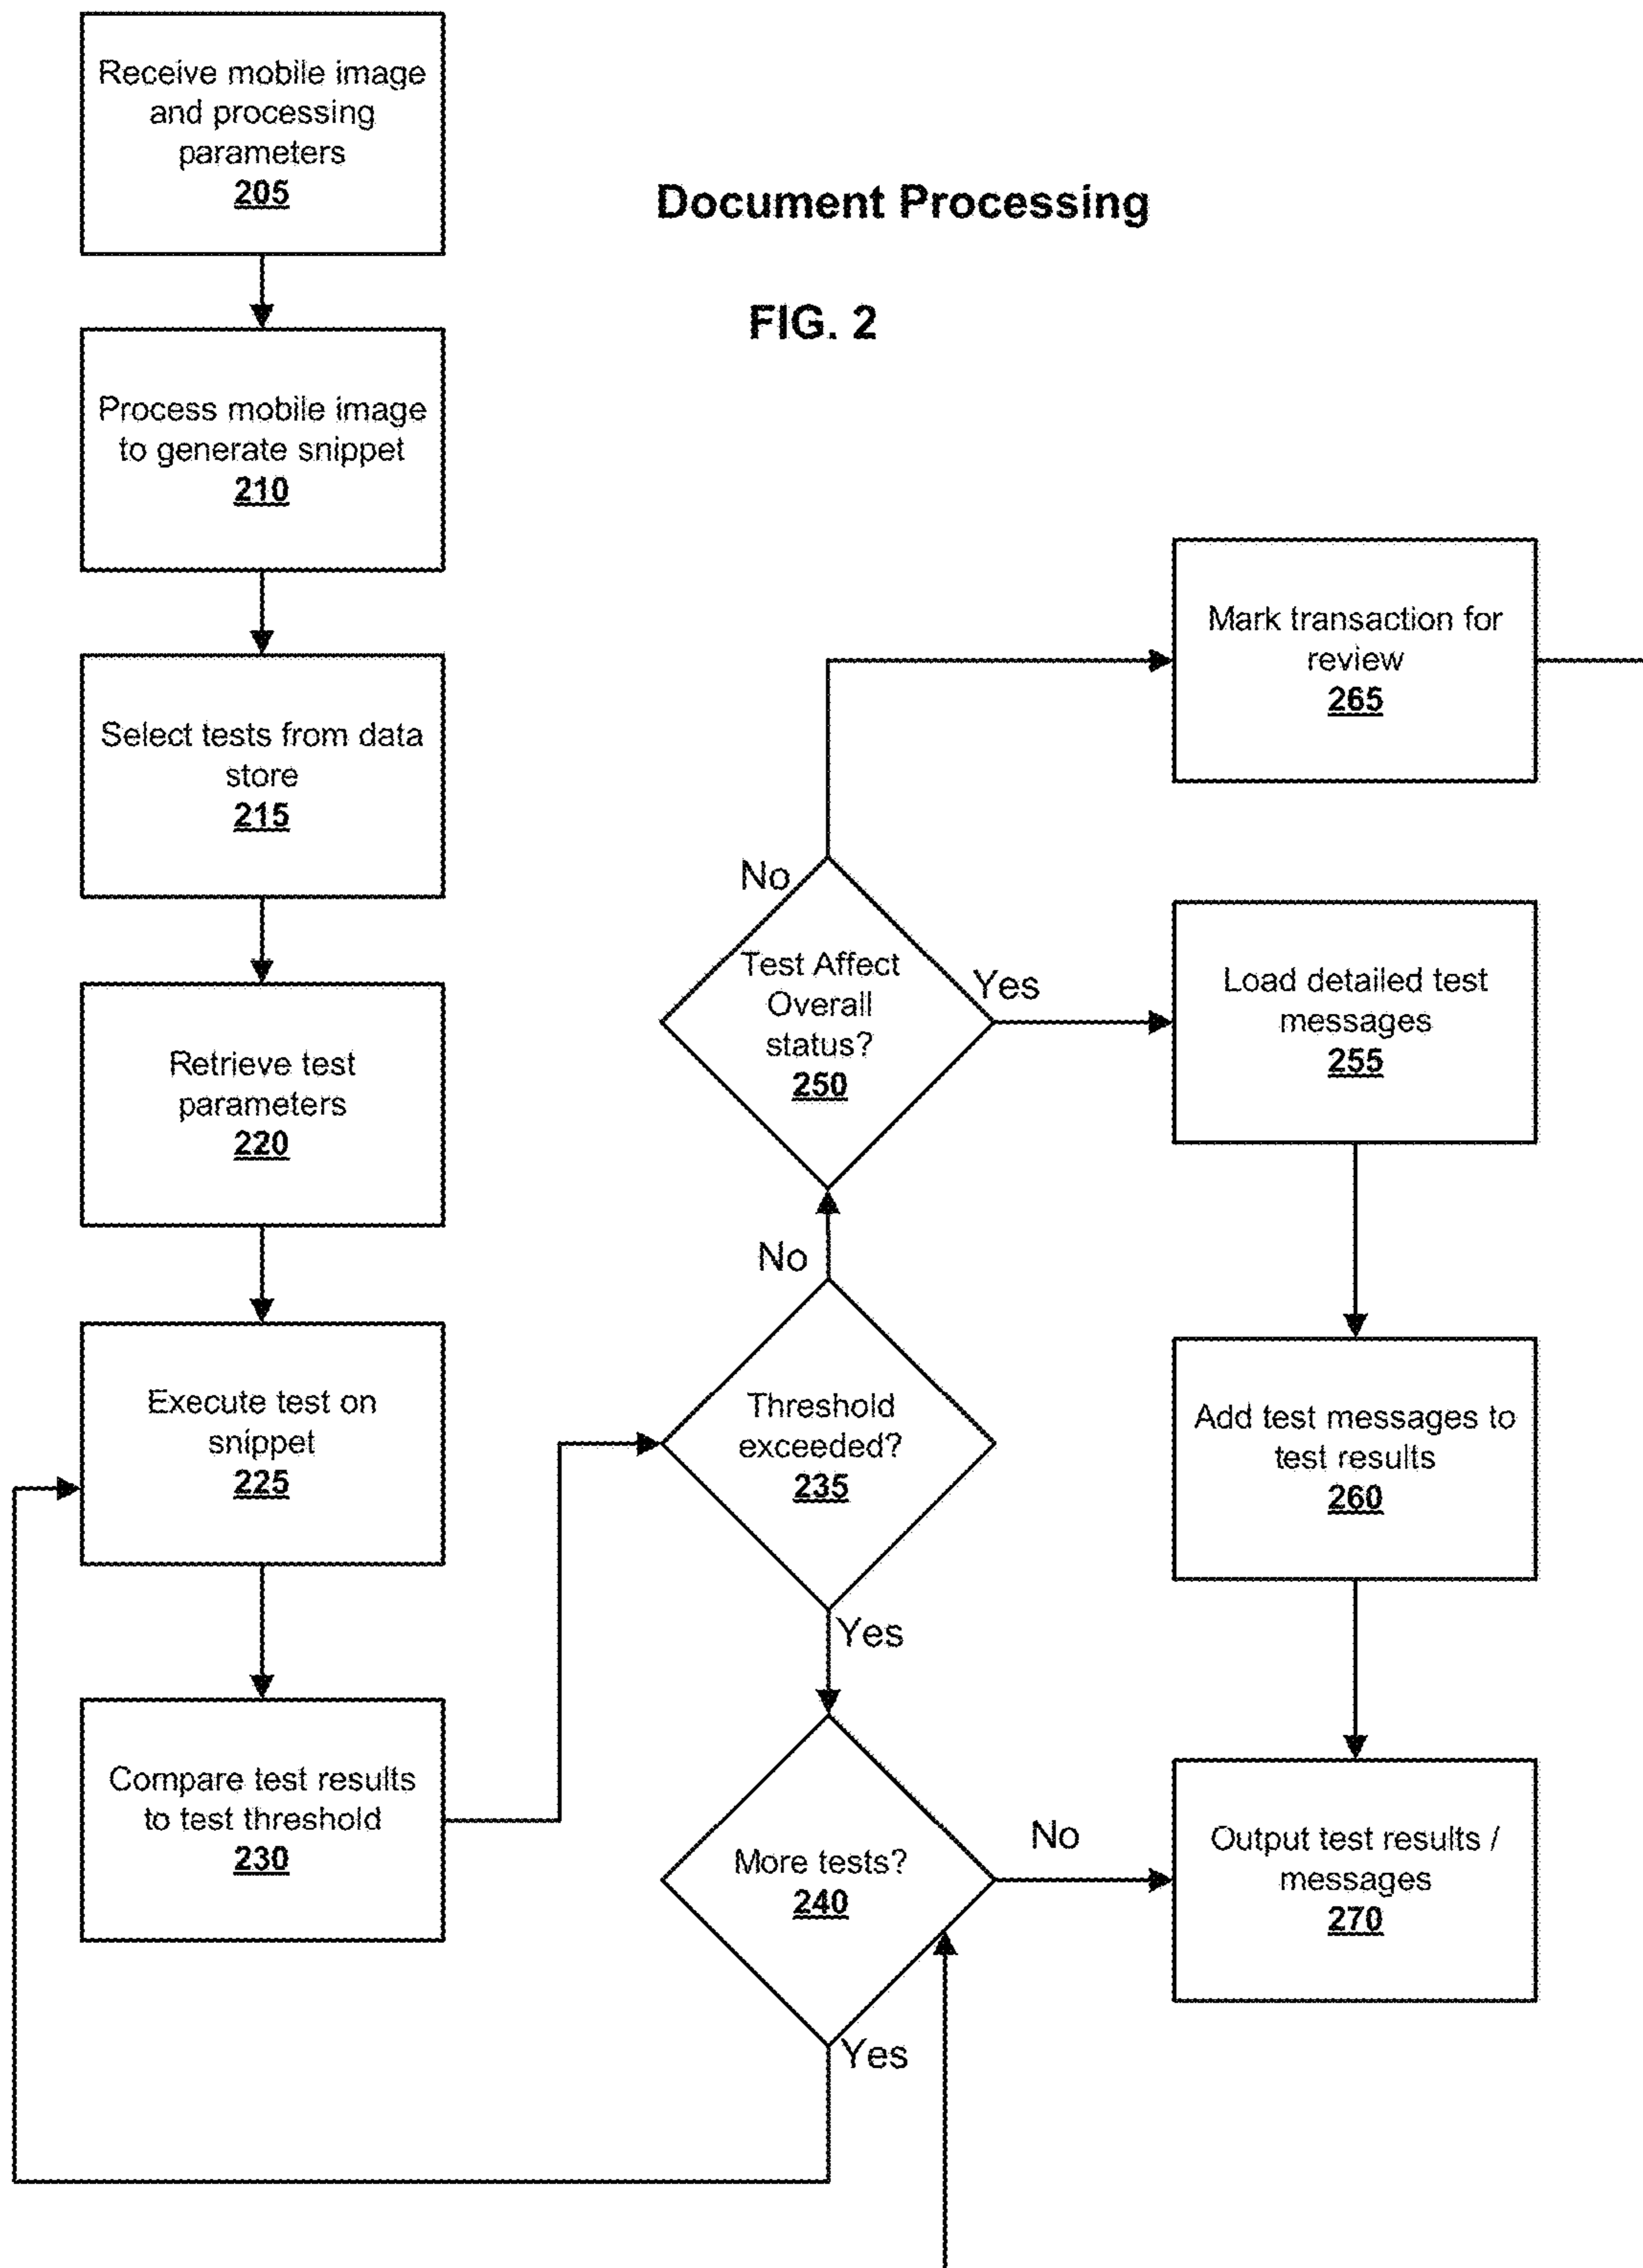 Receive mobile image
and processing
parameters
205
Document Processing
FIG. 2
Process mobile image
to generate snippet
210
Select tests from data
store
215
Retrieve test
parameters
220
Execute test on
snippet
225
Compare test results
to test threshold
230
Threshold
exceeded?
235
No
Yes
Test Affect
Overall
status?
250
No
Yes
Mark transaction for
review
265
Load detailed test
messages
255
Add test messages to
test results
260
More tests?
240
No
Yes
Output test results /
messages
270